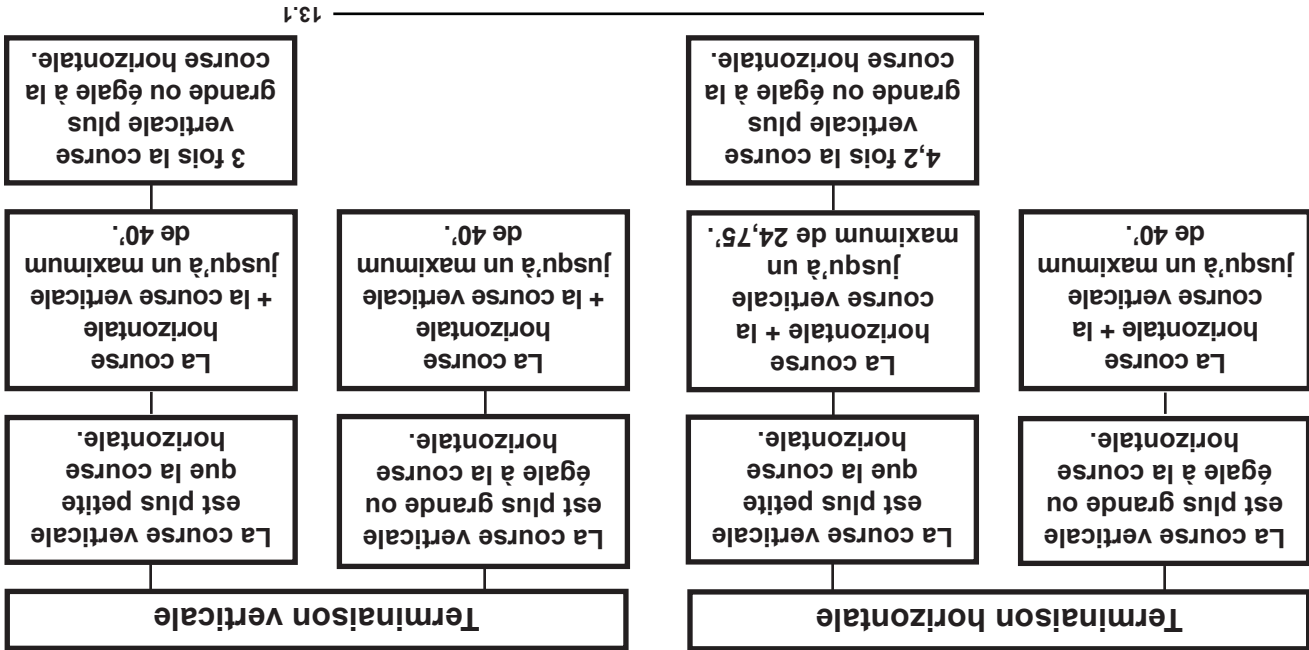 Terminaison horizontale
La course verticale
est plus grande ou
égale à la course
horizontale.
La course
horizontale + la
course verticale
jusqu’à un maximum
de 40’.
La course verticale
est plus petite
que la course
horizontale.
La course
horizontale + la
course verticale
jusqu’à un
maximum de 24,75’.
4,2 fois la course
verticale plus
grande ou égale à la
course horizontale.
Terminaison verticale
La course verticale
est plus grande ou
égale à la course
horizontale.
La course
horizontale
+ la course verticale
jusqu’à un maximum
de 40’.
La course verticale
est plus petite
que la course
horizontale.
La course
horizontale
+ la course verticale
jusqu’à un maximum
de 40’.
3 fois la course
verticale plus
grande ou égale à la
course horizontale.
13.1